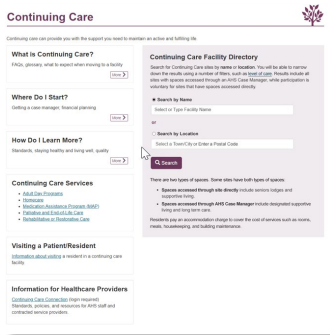 Continuing Care
Continuing care can provide you with the support you need to maintain an active and fulfilling life.
What is Continuing Care?
FAQs, glossary, what to expect when moving to a facility
More >
Where Do I Start?
Getting a case manager, financial planning
More >
How Do I Learn More?
Standards, staying healthy and living well, quality
More >
Continuing Care Services
• Adult Day Programs
• Homecare
• Medication Assistance Program (MAP)
• Palliative and End-of-Life Care
• Rehabilitative or Restorative Care
Visiting a Patient/Resident
Information about visiting a resident in a continuing care
facility.
Information for Healthcare Providers
Continuing Care Connection (login required)
Standards, policies, and resources for AHS staff and
contracted service providers.
Continuing Care Facility Directory
Search for Continuing Care sites by name or location. You will be able to narrow
down the results using a number of filters, such as level of care. Results include all
sites with spaces accessed through an AHS Case Manager, while participation is
voluntary for sites that have spaces accessed directly.
Search by Name
Select or Type Facility Name
or
Search by Location
Select a Town/City or Enter a Postal Code
Search
There are two types of spaces. Some sites have both types of spaces:
• Spaces accessed through site directly include seniors lodges and
supportive living.
• Spaces accessed through AHS Case Manager include designated supportive
living and long term care.
Residents pay an accommodation charge to cover the cost of services such as rooms,
meals, housekeeping, and building maintenance.